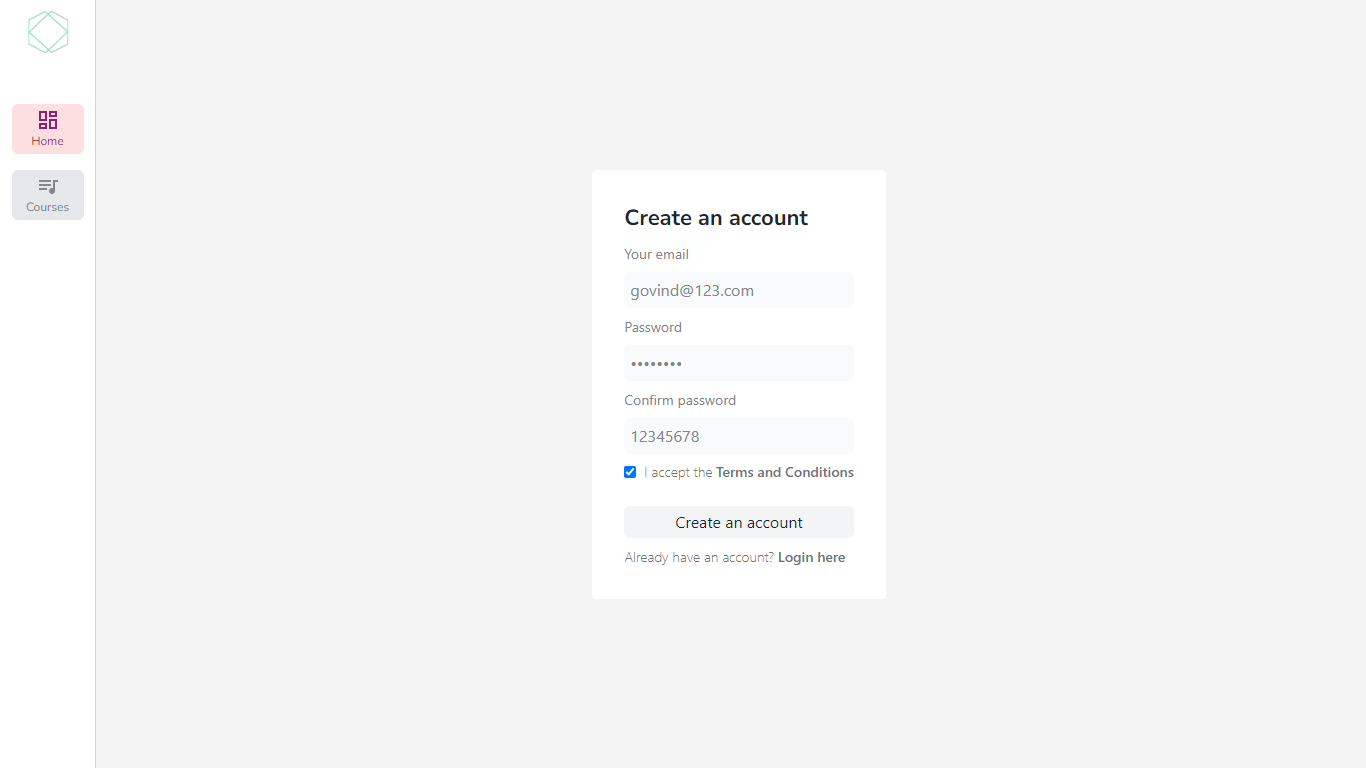 Home
Courses
Create an account
Your email
govind@123.com
Password
••••••••
Confirm password
12345678
I accept the Terms and Conditions
Create an account
Already have an account? Login here